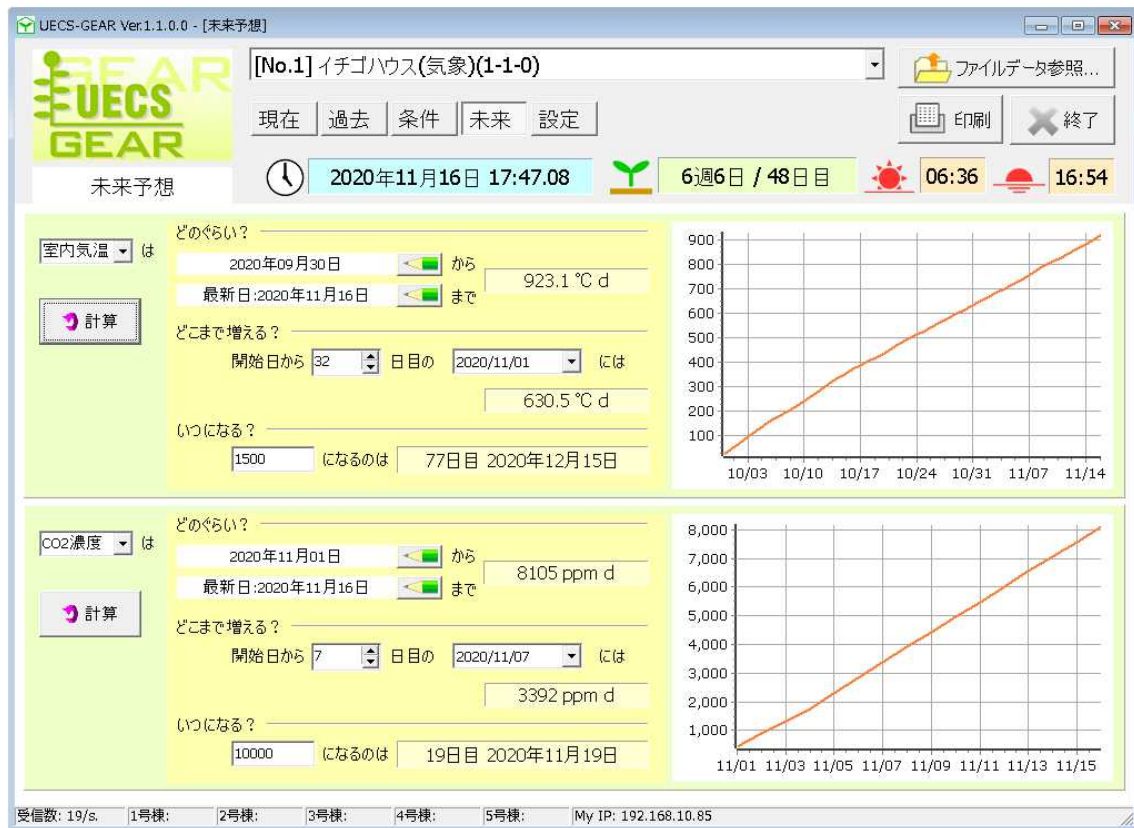 UECS-GEAR Ver.1.1.0.0 - [未来予想]
GEAR
UECS
GEAR
[No.1] イチゴハウス(気象)(1-1-0)
ファイルデータ参照...
現在 過去 条件 未来 設定
印刷 終了
未来予想
2020年11月16日 17:47.08
6週6日 / 48日目
06:36 16:54
室内気温 は
計算
どのぐらい?
2020年09月30日 から
最新日:2020年11月16日 まで
923.1 ℃ d
どこまで増える?
開始日から 32 日目の 2020/11/01 には
630.5 ℃ d
いつになる?
1500 になるのは 77日目 2020年12月15日
900
800
700
600
500
400
300
200
100
10/03 10/10 10/17 10/24 10/31 11/07 11/14
CO2濃度 は
計算
どのぐらい?
2020年11月01日 から
最新日:2020年11月16日 まで
8105 ppm d
どこまで増える?
開始日から 7 日目の 2020/11/07 には
3392 ppm d
いつになる?
10000 になるのは 19日目 2020年11月19日
8,000
7,000
6,000
5,000
4,000
3,000
2,000
1,000
11/01 11/03 11/05 11/07 11/09 11/11 11/13 11/15
受信数: 19/s. 1号棟: 2号棟: 3号棟: 4号棟: 5号棟: My IP: 192.168.10.85